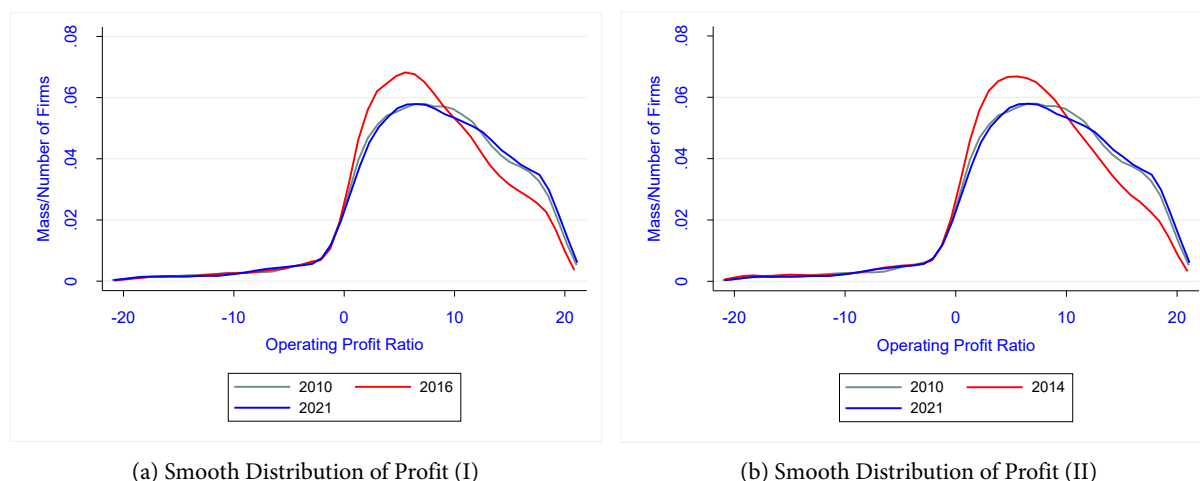 Mass/Number of Firms
.08
.06
.04
.02
0
-20 -10 0 10 20
Operating Profit Ratio
2010 2016
2021
(a) Smooth Distribution of Profit (I)
Mass/Number of Firms
.08
.06
.04
.02
0
-20 -10 0 10 20
Operating Profit Ratio
2010 2014
2021
(b) Smooth Distribution of Profit (II)